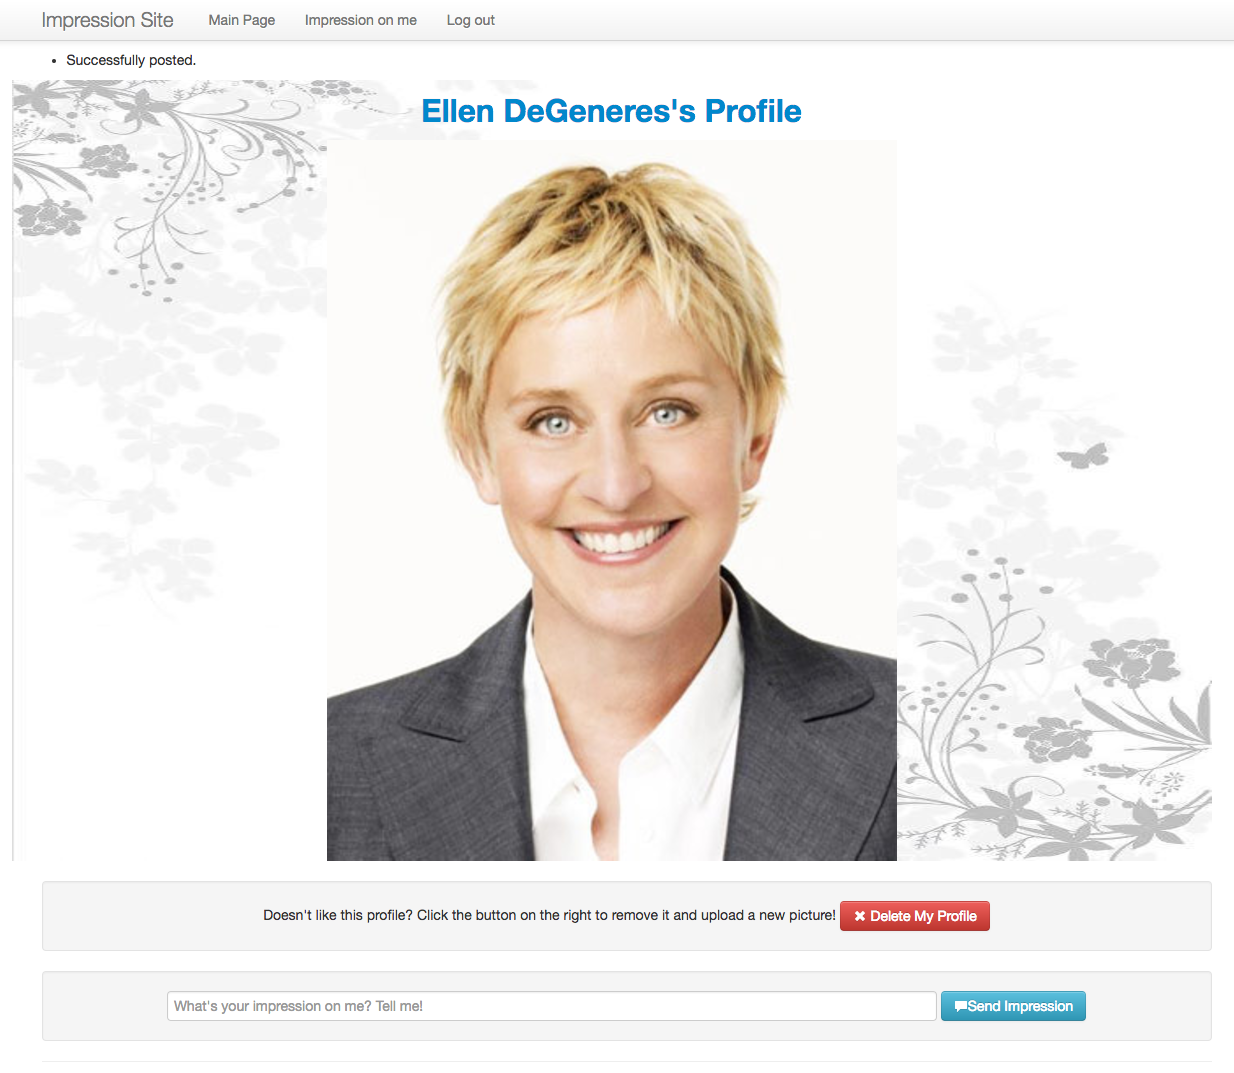 Impression Site Main Page Impression on me Log out
Successfully posted.
Ellen DeGeneres's Profile
Doesn't like this profile? Click the button on the right to remove it and upload a new picture! Delete My Profile
What's your impression on me? Tell me! Send Impression